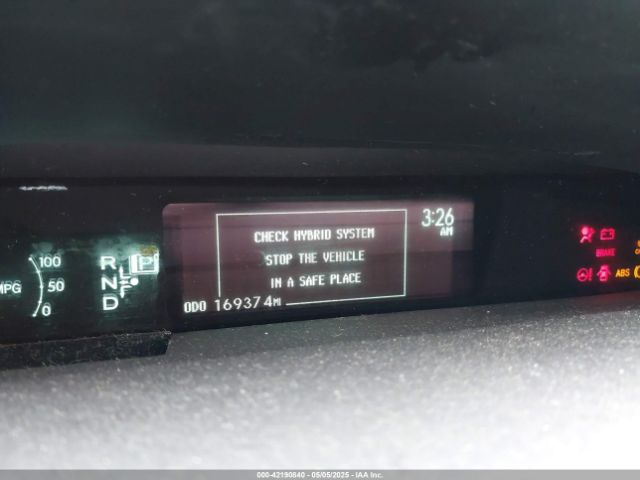 CHECK HYBRID SYSTEM
STOP THE VEHICLE
IN A SAFE PLACE
3:26
AM
ODO 169374MI
100
50
0
MPG
R
N
D
P
BRAKE
ABS
000-42190840 - 05/05/2025 - IAA Inc.